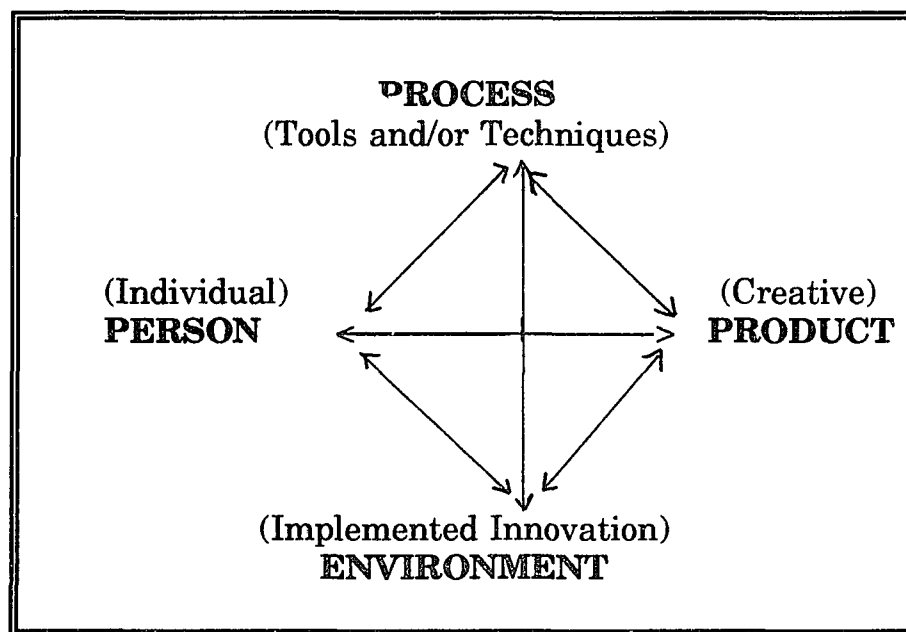 PROCESS
(Tools and/or Techniques)
(Individual)
PERSON
(Creative)
PRODUCT
(Implemented Innovation)
ENVIRONMENT